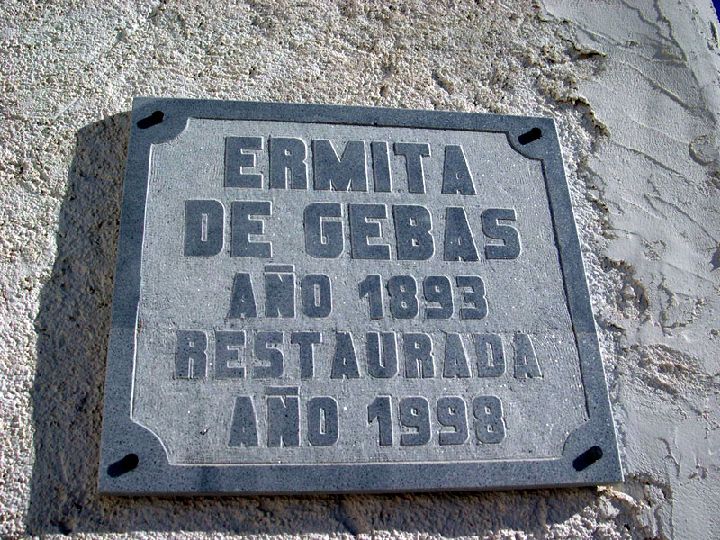 ERMITA
DE GEBAS
AÑO 1893
RESTAURADA
AÑO 1998